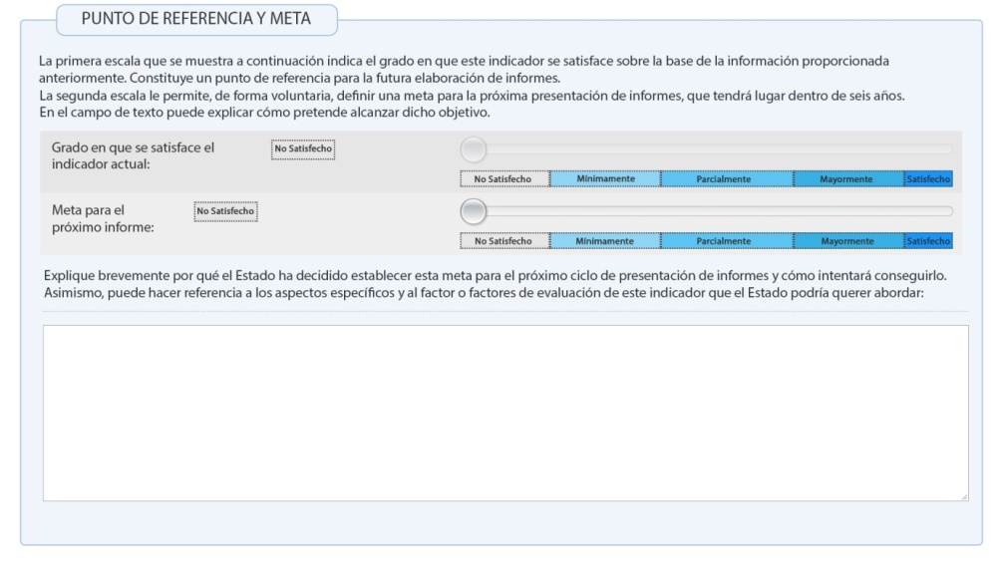 PUNTO DE REFERENCIA Y META
La primera escala que se muestra a continuación indica el grado en que este indicador se satisface sobre la base de la información proporcionada
anteriormente. Constituye un punto de referencia para la futura elaboración de informes.
La segunda escala le permite, de forma voluntaria, definir una meta para la próxima presentación de informes, que tendrá lugar dentro de seis años.
En el campo de texto puede explicar cómo pretende alcanzar dicho objetivo.
Grado en que se satisface el
indicador actual:
No Satisfecho
No Satisfecho Mínimamente Parcialmente Mayormente Satisfecho
Meta para el
próximo informe:
No Satisfecho
No Satisfecho Mínimamente Parcialmente Mayormente Satisfecho
Explique brevemente por qué el Estado ha decidido establecer esta meta para el próximo ciclo de presentación de informes y cómo intentará conseguirlo.
Asimismo, puede hacer referencia a los aspectos específicos y al factor o factores de evaluación de este indicador que el Estado podría querer abordar: